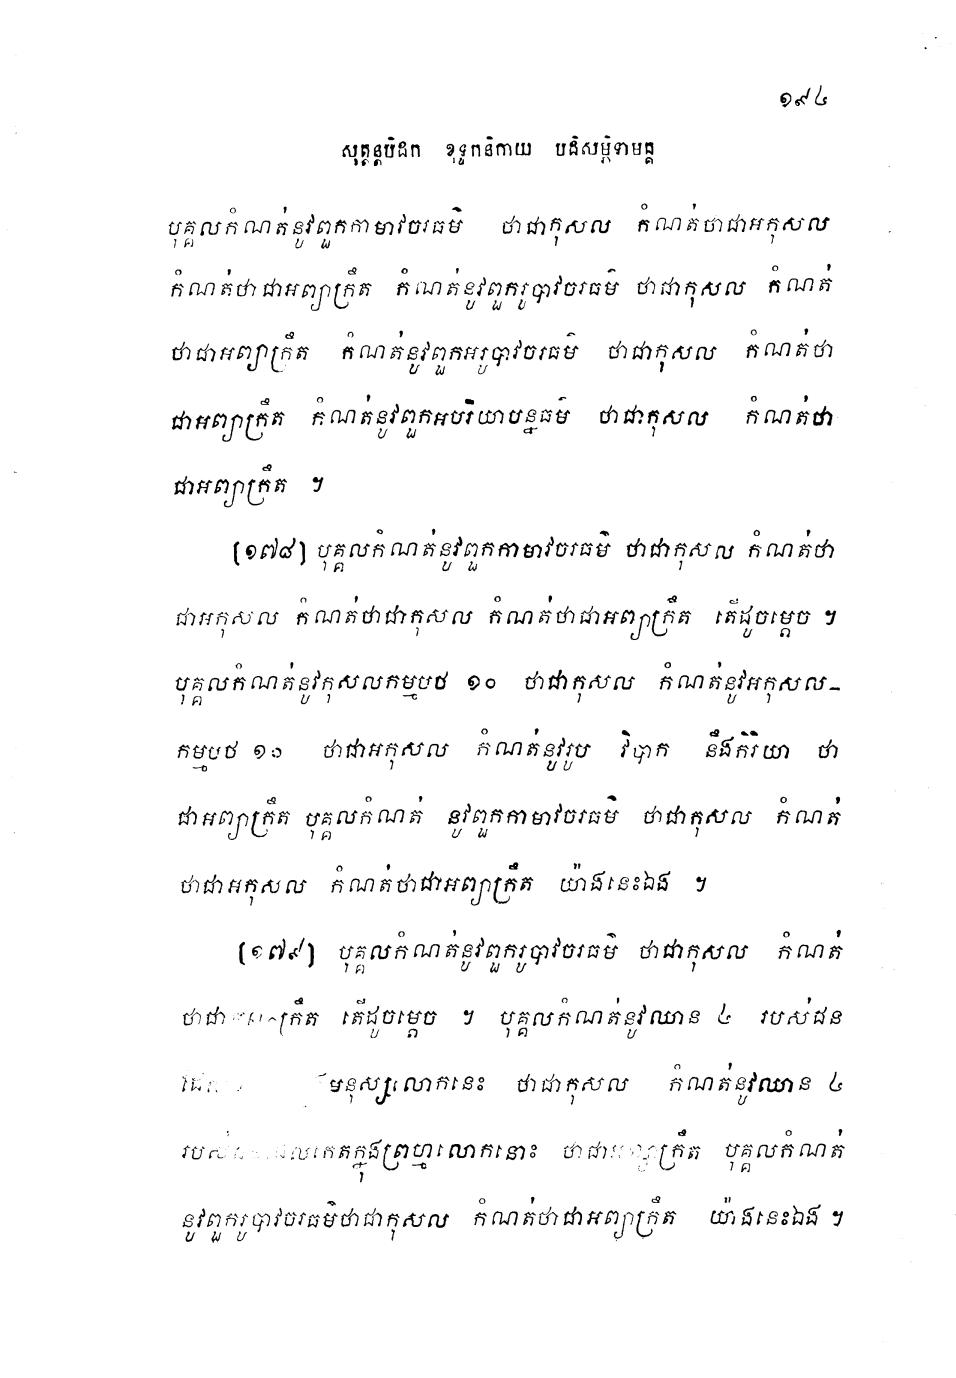 ១៩៤
សុត្តន្តបិដក ខុទ្ទកនិកាយ បដិសម្ភិទាមគ្គ
បុគ្គលកំណត់នូវពួកកាមាវចរធម៌ ថាជាកុសល កំណត់ថាជាអកុសល
កំណត់ថាជាអព្យាក្រឹត កំណត់នូវពួករូបាវចរធម៌ ថាជាកុសល កំណត់
ថាជាអព្យាក្រឹត កំណត់នូវពួកអរូបាវចរធម៌ ថាជាកុសល កំណត់ថា
ជាអព្យាក្រឹត កំណត់នូវពួកអបរិយាបន្នធម៌ ថាជាកុសល កំណត់ថា
ជាអព្យាក្រឹត ។
[១៧៨] បុគ្គលកំណត់នូវពួកកាមាវចរធម៌ ថាជាកុសល កំណត់ថា
ជាអកុសល កំណត់ថាជាកុសល កំណត់ថាជាអព្យាក្រឹត តើដូចម្តេច ។
បុគ្គលកំណត់នូវកុសលកម្មបថ ១០ ថាជាកុសល កំណត់នូវអកុសល-
កម្មបថ ១០ ថាជាអកុសល កំណត់នូវរូប វិបាក នឹងកិរិយា ថា
ជាអព្យាក្រឹត បុគ្គលកំណត់ នូវពួកកាមាវចរធម៌ ថាជាកុសល កំណត់
ថាជាអកុសល កំណត់ថាជាអព្យាក្រឹត យ៉ាងនេះឯង ។
[១៧៩] បុគ្គលកំណត់នូវពួករូបាវចរធម៌ ថាជាកុសល កំណត់
ថាជា ក្រឹត តើដូចម្តេច ។ បុគ្គលកំណត់នូវឈាន ៤ របស់ជន
មនុស្សលោកនេះ ថាជាកុសល កំណត់នូវឈាន ៤
របស់ កើតក្នុងព្រហ្មលោកនោះ ថាជាអព្យាក្រឹត បុគ្គលកំណត់
នូវពួករូបាវចរធម៌ថាជាកុសល កំណត់ថាជាអព្យាក្រឹត យ៉ាងនេះឯង ។